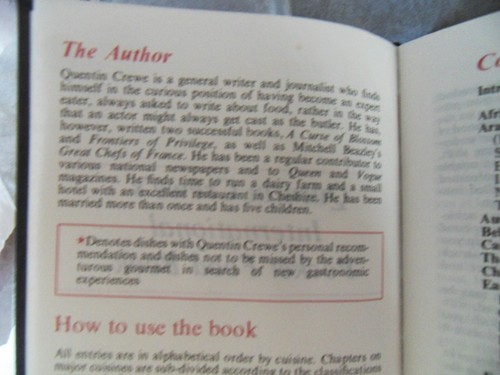 The Author
Quentin Crewe is a general writer and journalist who finds
himself in the curious position of having become an expert
eater, always asked to write about food, rather in the way
that an actor might always get cast as the butler. He has,
however, written two successful books, A Curse of Blossom
and Frontiers of Privilege, as well as Mitchell Beazley's
Great Chefs of France. He has been a regular contributor to
various national newspapers and to Queen and Vogue
magazines. He finds time to run a dairy farm and a small
hotel with an excellent restaurant in Cheshire. He has been
married more than once and has five children.
★Denotes dishes with Quentin Crewe's personal recom-
mendation and dishes not to be missed by the adven-
turous gourmet in search of new gastronomic
experiences
How to use the book
All entries are in alphabetical order by cuisine. Chapters on
major cuisines are sub-divided according to the classifications